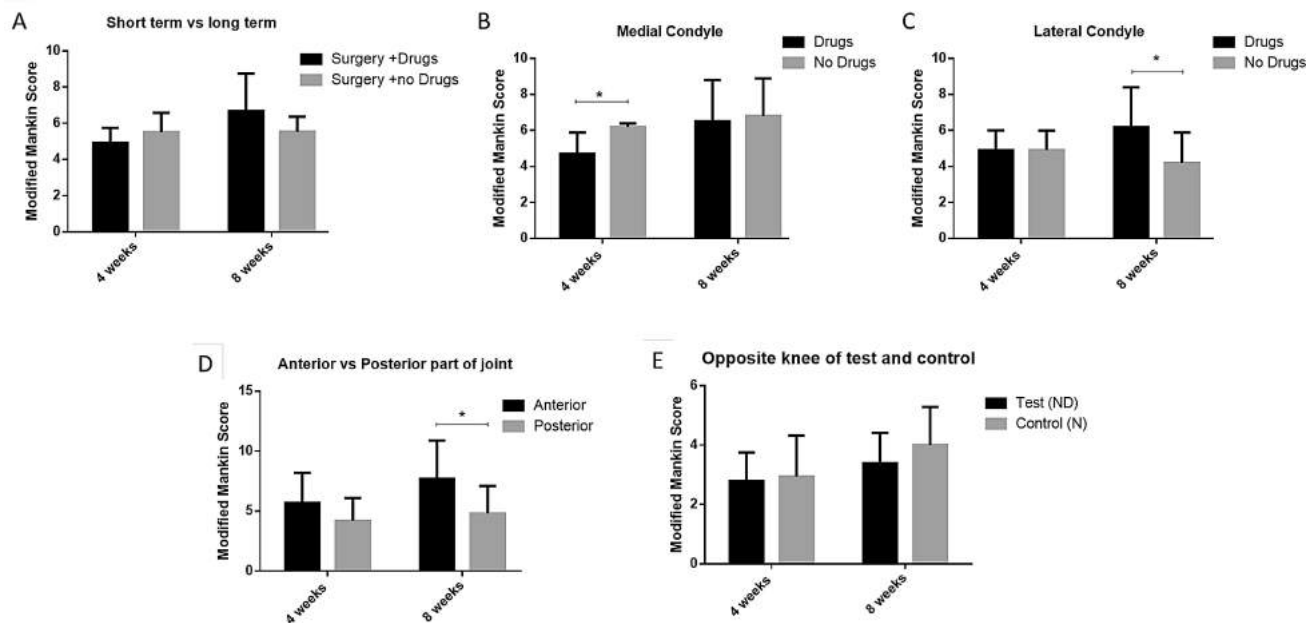 A
Short term vs long term
Modified Mankin Score
10
8
6
4
2
0
4 weeks
8 weeks
Surgery +Drugs
Surgery +no Drugs
B
Medial Condyle
Modified Mankin Score
10
8
6
4
2
0
*
4 weeks
8 weeks
Drugs
No Drugs
C
Lateral Condyle
Modified Mankin Score
10
8
6
4
2
0
*
4 weeks
8 weeks
Drugs
No Drugs
D
Anterior vs Posterior part of joint
Modified Mankin Score
15
10
5
0
*
4 weeks
8 weeks
Anterior
Posterior
E
Opposite knee of test and control
Modified Mankin Score
6
4
2
0
4 weeks
8 weeks
Test (ND)
Control (N)